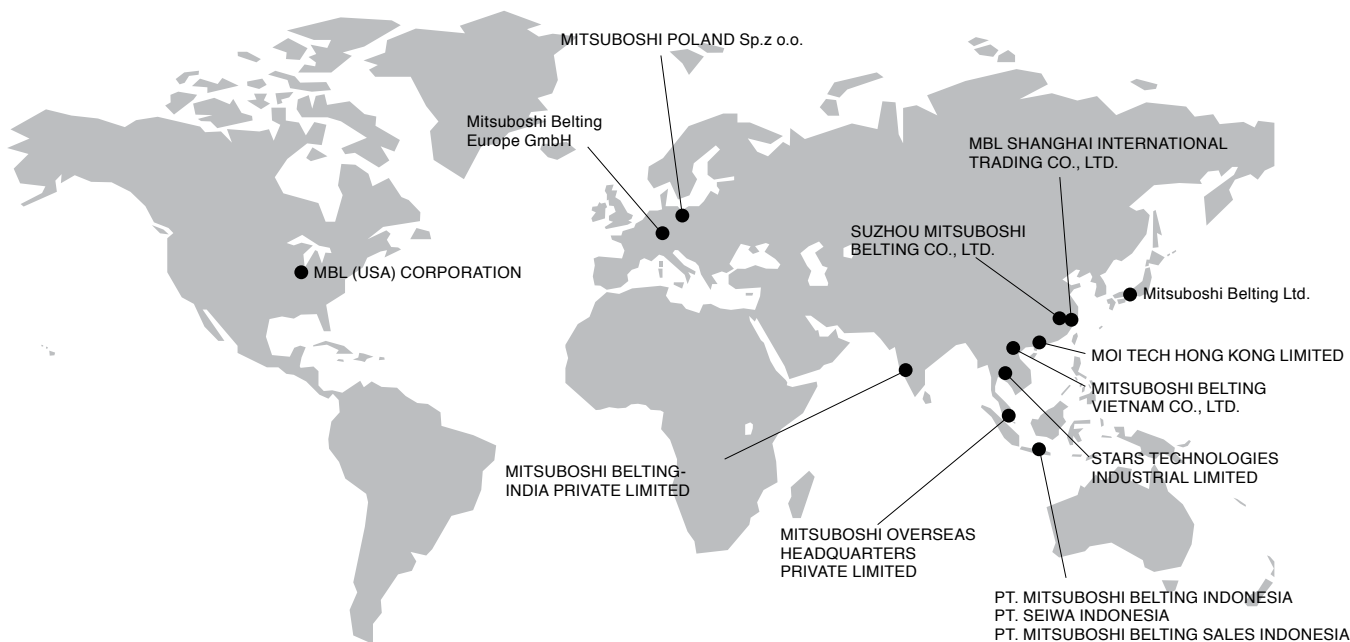 MITSUBOSHI POLAND Sp.z o.o.
Mitsuboshi Belting
Europe GmbH
MBL SHANGHAI INTERNATIONAL
TRADING CO., LTD.
SUZHOU MITSUBOSHI
BELTING CO., LTD.
MBL (USA) CORPORATION
Mitsuboshi Belting Ltd.
MOI TECH HONG KONG LIMITED
MITSUBOSHI BELTING
VIETNAM CO., LTD.
STARS TECHNOLOGIES
INDUSTRIAL LIMITED
MITSUBOSHI BELTING-
INDIA PRIVATE LIMITED
MITSUBOSHI OVERSEAS
HEADQUARTERS
PRIVATE LIMITED
PT. MITSUBOSHI BELTING INDONESIA
PT. SEIWA INDONESIA
PT. MITSUBOSHI BELTING SALES INDONESIA